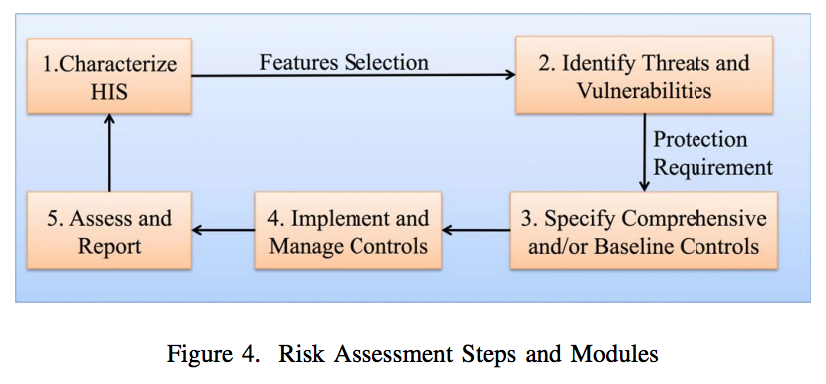 1.Characterize
HIS
Features Selection
2. Identify Threats and
Vulnerabilities
Protection
Requirement
3. Specify Comprehensive
and/or Baseline Controls
4. Implement and
Manage Controls
5. Assess and
Report
Figure 4. Risk Assessment Steps and Modules